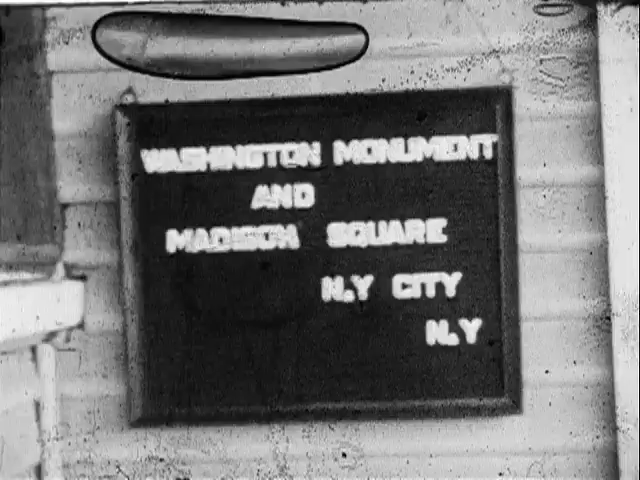 WASHINGTON MONUMENT
AND
MADISON SQUARE
N.Y CITY
N.Y